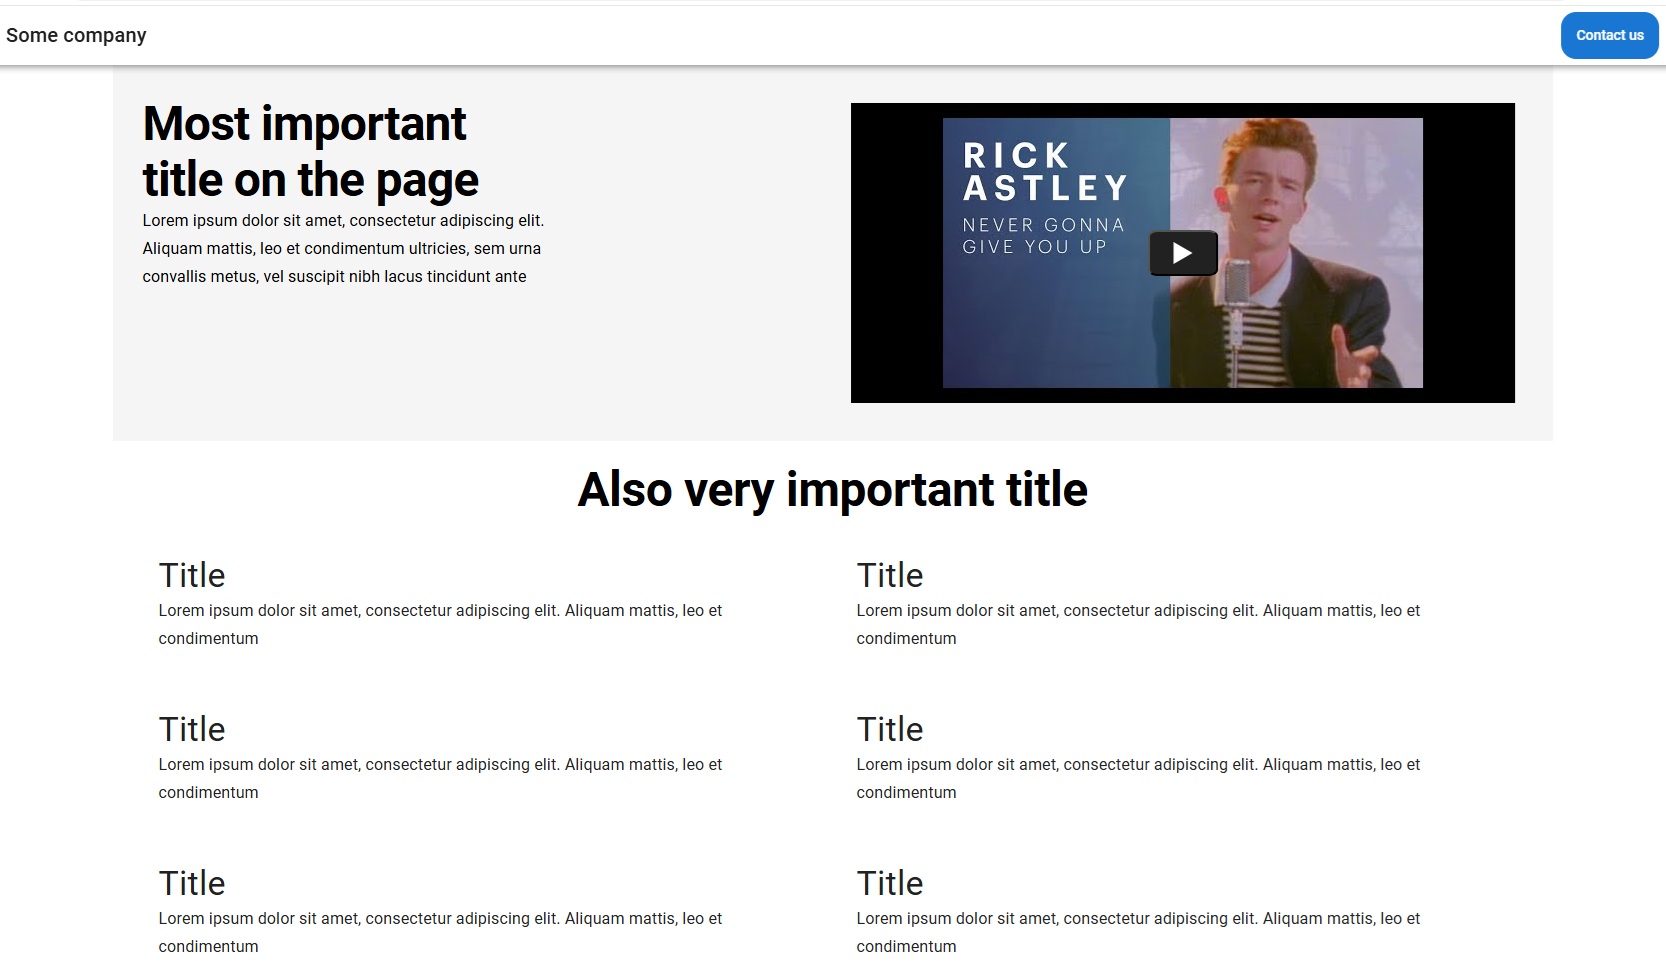 Some company
Contact us
Most important
title on the page
Lorem ipsum dolor sit amet, consectetur adipiscing elit.
Aliquam mattis, leo et condimentum ultricies, sem urna
convallis metus, vel suscipit nibh lacus tincidunt ante
RICK
ASTLEY
NEVER GONNA
GIVE YOU UP
Also very important title
Title
Lorem ipsum dolor sit amet, consectetur adipiscing elit. Aliquam mattis, leo et
condimentum
Title
Lorem ipsum dolor sit amet, consectetur adipiscing elit. Aliquam mattis, leo et
condimentum
Title
Lorem ipsum dolor sit amet, consectetur adipiscing elit. Aliquam mattis, leo et
condimentum
Title
Lorem ipsum dolor sit amet, consectetur adipiscing elit. Aliquam mattis, leo et
condimentum
Title
Lorem ipsum dolor sit amet, consectetur adipiscing elit. Aliquam mattis, leo et
condimentum
Title
Lorem ipsum dolor sit amet, consectetur adipiscing elit. Aliquam mattis, leo et
condimentum